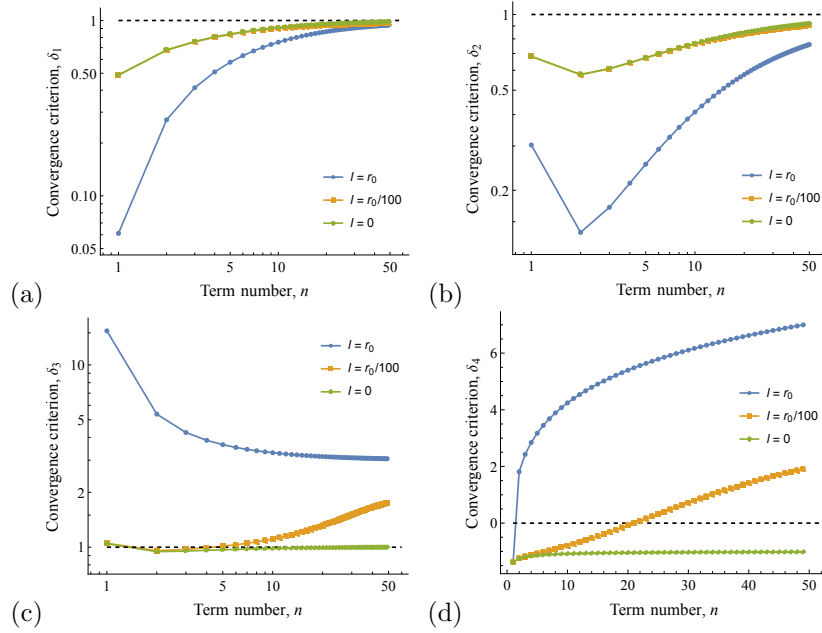 Convergence criterion, δ1
1
0.50
0.10
0.05
l = r0
l = r0/100
l = 0
1 5 10 50
Term number, n
(a)
Convergence criterion, δ2
1
0.5
0.2
l = r0
l = r0/100
l = 0
1 5 10 50
Term number, n
(b)
Convergence criterion, δ3
10
5
2
1
l = r0
l = r0/100
l = 0
1 5 10 50
Term number, n
(c)
Convergence criterion, δ4
6
4
2
0
l = r0
l = r0/100
l = 0
0 10 20 30 40 50
Term number, n
(d)